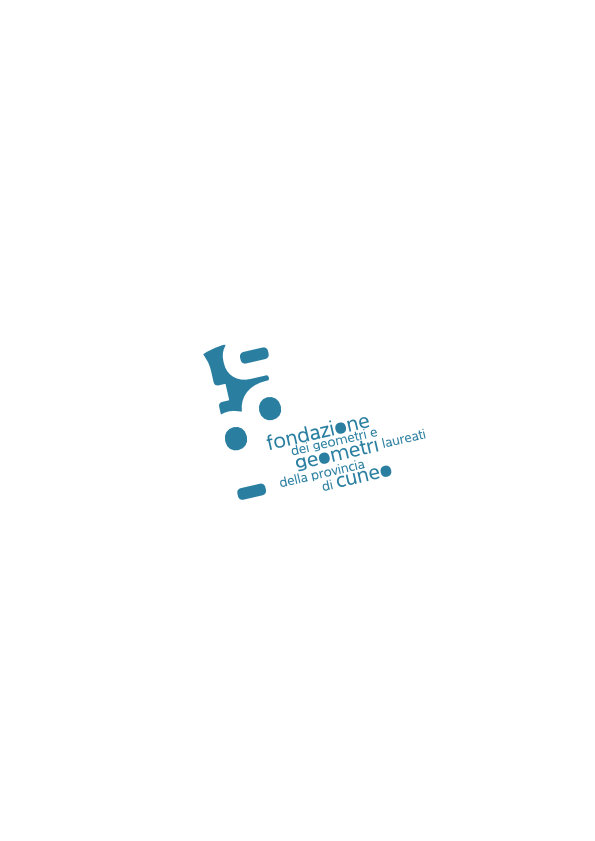 fondazione
dei geometri e
geometri laureati
della provincia
di cuneo